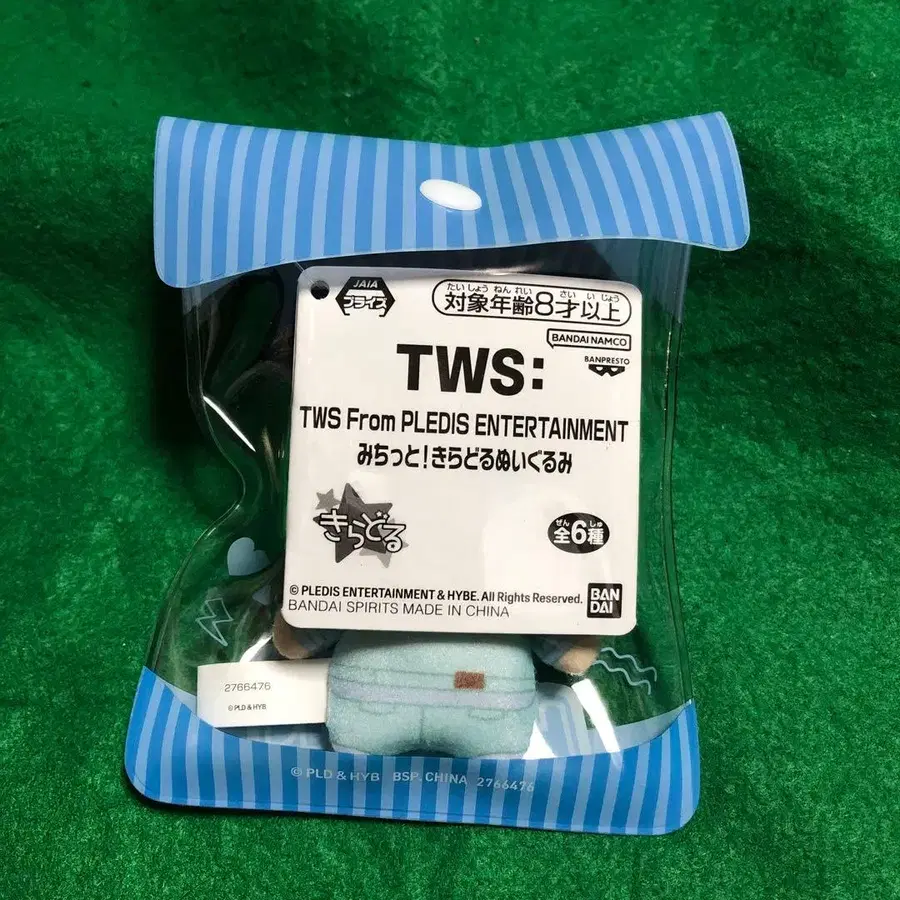 JAIA
プライズ
たいしょうねんれい さい いじょう
対象年齢8才以上
BANDAI NAMCO
BANPRESTO
TWS:
TWS From PLEDIS ENTERTAINMENT
みちっと!きらどるぬいぐるみ
きらどる
ぜん しゅ
全6種
© PLEDIS ENTERTAINMENT & HYBE. All Rights Reserved.
BANDAI SPIRITS MADE IN CHINA
BAN
DAI
2766476
© PLD & HYB
© PLD & HYB BSP. CHINA 2766476